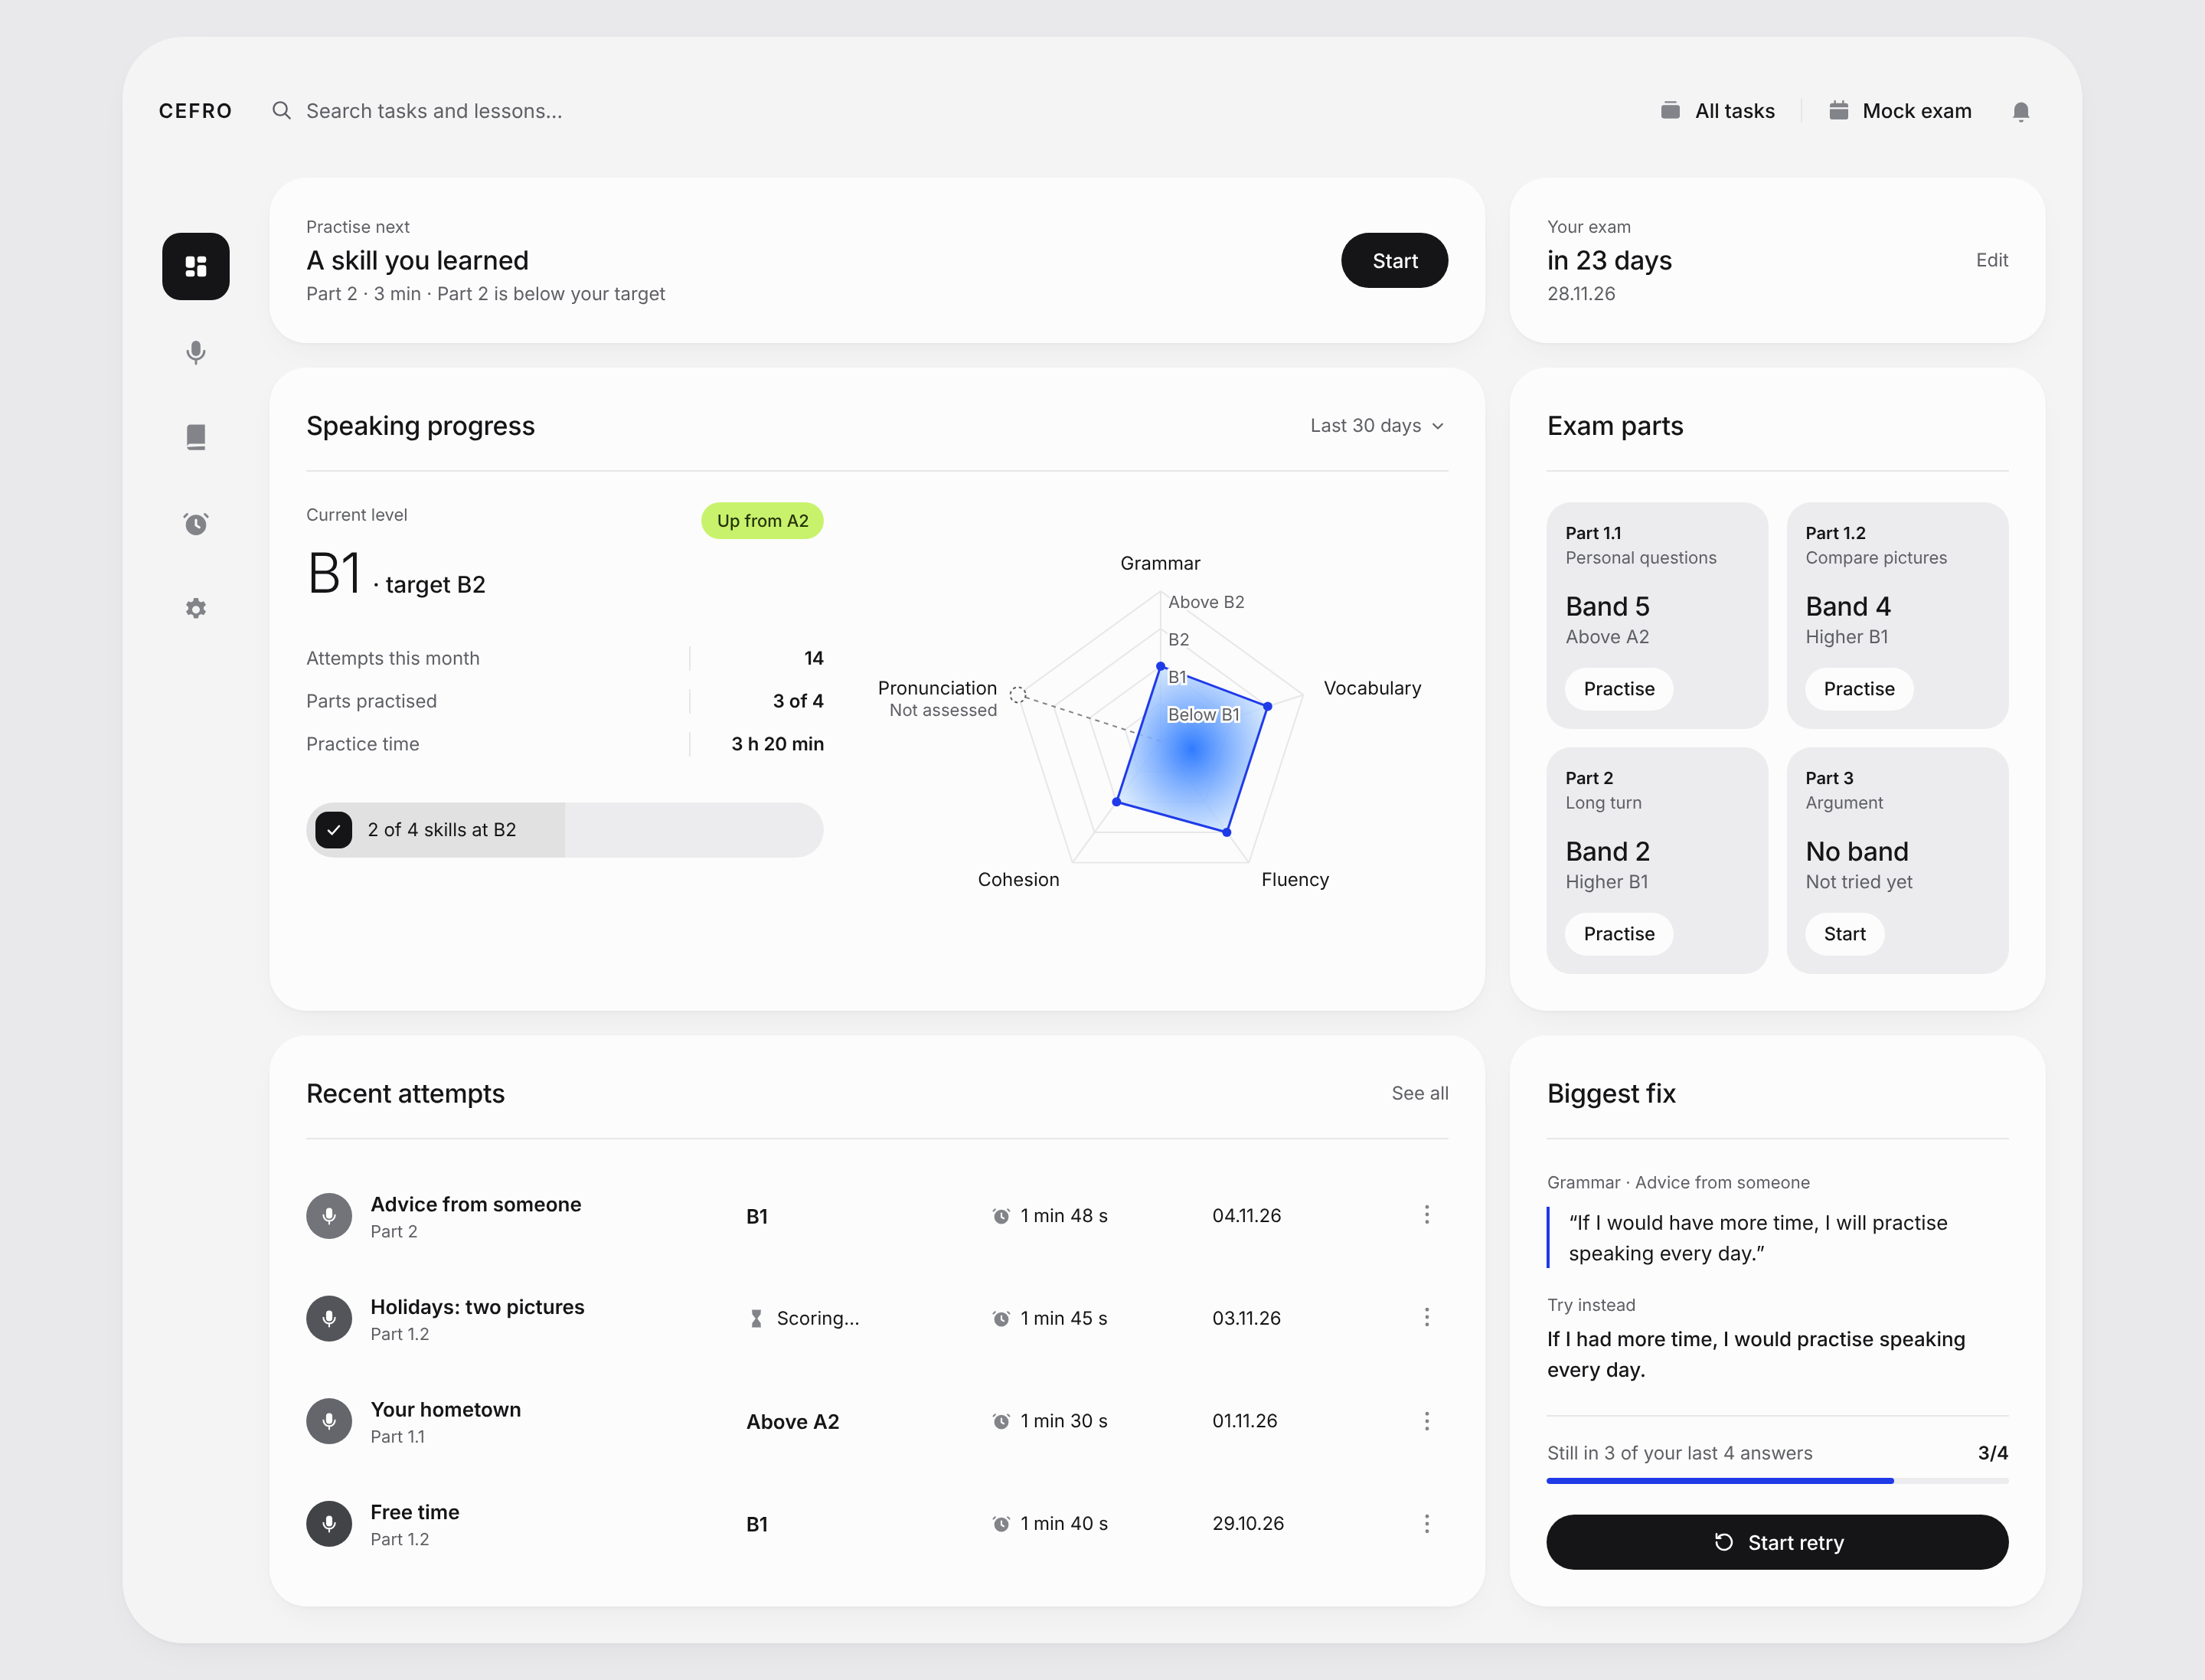 CEFRO
Search tasks and lessons...
All tasks
Mock exam
Practise next
A skill you learned
Part 2 · 3 min · Part 2 is below your target
Start
Your exam
in 23 days
28.11.26
Edit
Speaking progress
Last 30 days
Current level
Up from A2
B1 · target B2
Attempts this month 14
Parts practised 3 of 4
Practice time 3 h 20 min
2 of 4 skills at B2
Grammar
Above B2
B2
B1
Below B1
Pronunciation
Not assessed
Vocabulary
Cohesion
Fluency
Exam parts
Part 1.1
Personal questions
Band 5
Above A2
Practise
Part 1.2
Compare pictures
Band 4
Higher B1
Practise
Part 2
Long turn
Band 2
Higher B1
Practise
Part 3
Argument
No band
Not tried yet
Start
Recent attempts
See all
Advice from someone
Part 2
B1
1 min 48 s
04.11.26
Holidays: two pictures
Part 1.2
Scoring...
1 min 45 s
03.11.26
Your hometown
Part 1.1
Above A2
1 min 30 s
01.11.26
Free time
Part 1.2
B1
1 min 40 s
29.10.26
Biggest fix
Grammar · Advice from someone
“If I would have more time, I will practise
speaking every day.”
Try instead
If I had more time, I would practise speaking
every day.
Still in 3 of your last 4 answers 3/4
Start retry